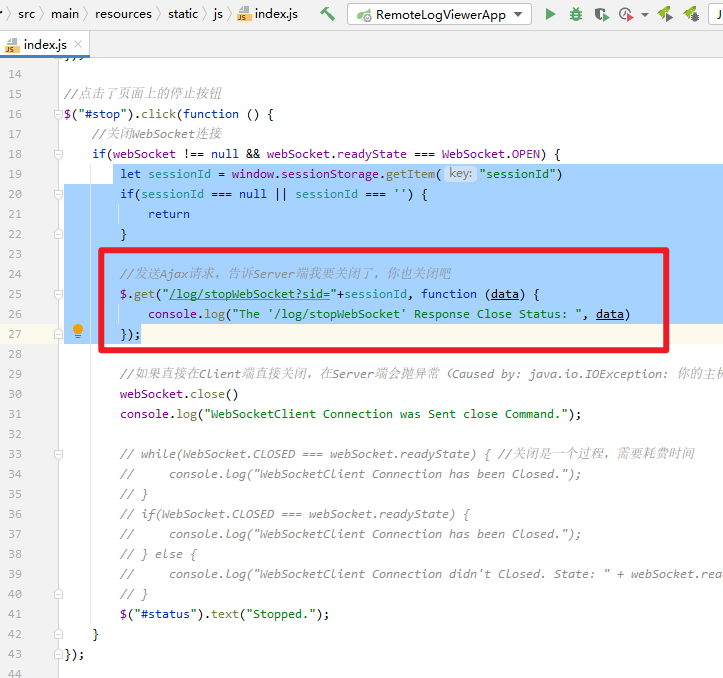 src main resources static js index.js RemoteLogViewerApp
index.js
14
15 //点击了页面上的停止按钮
16 $("#stop").click(function () {
17 //关闭WebSocket连接
18 if(webSocket !== null && webSocket.readyState === WebSocket.OPEN) {
19 let sessionId = window.sessionStorage.getItem( key: "sessionId")
20 if(sessionId === null || sessionId === '') {
21 return
22 }
23
24 //发送Ajax请求，告诉Server端我要关闭了，你也关闭吧
25 $.get("/log/stopWebSocket?sid="+sessionId, function (data) {
26 console.log("The '/log/stopWebSocket' Response Close Status: ", data)
27 });
28
29 //如果直接在Client端直接关闭，在Server端会抛异常（Caused by: java.io.IOException: 你的主机
30 webSocket.close()
31 console.log("WebSocketClient Connection was Sent close Command.");
32
33 // while(WebSocket.CLOSED === webSocket.readyState) { //关闭是一个过程，需要耗费时间
34 // console.log("WebSocketClient Connection has been Closed.");
35 // }
36 // if(WebSocket.CLOSED === webSocket.readyState) {
37 // console.log("WebSocketClient Connection has been Closed.");
38 // } else {
39 // console.log("WebSocketClient Connection didn't Closed. State: " + webSocket.rea
40 // }
41 $("#status").text("Stopped.");
42 }
43 });
44